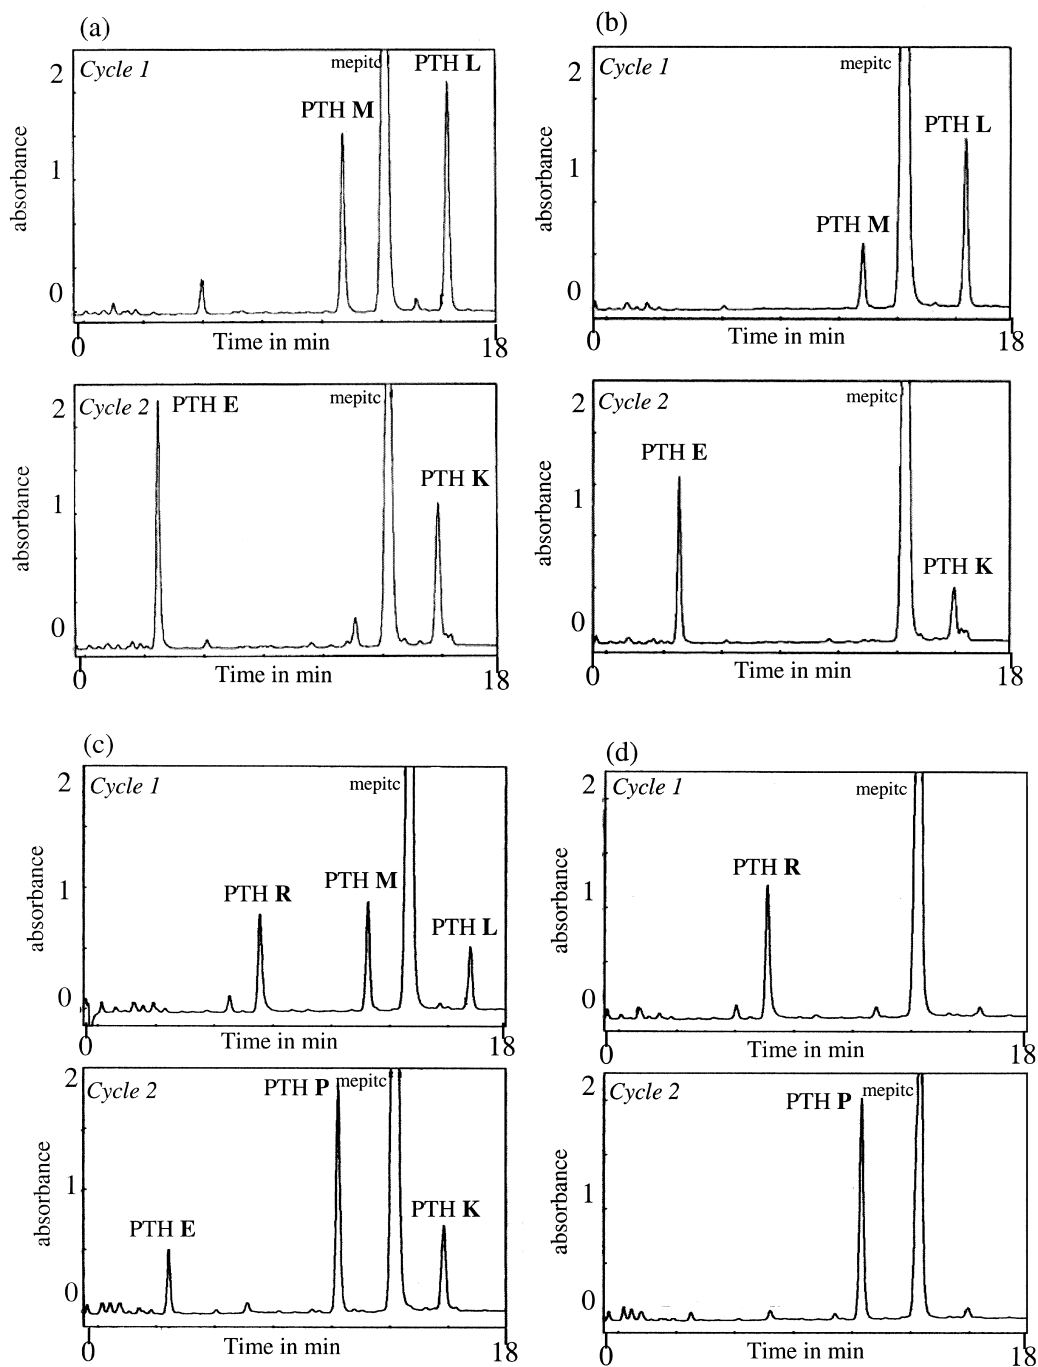 (a)
Cycle 1
mepitc
PTH L
PTH M
2
1
0
absorbance
0
Time in min
18
Cycle 2
PTH E
mepitc
PTH K
2
1
0
absorbance
0
Time in min
18
(b)
Cycle 1
mepitc
PTH L
PTH M
2
1
0
absorbance
0
Time in min
18
Cycle 2
mepitc
PTH E
PTH K
2
1
0
absorbance
0
Time in min
18
(c)
Cycle 1
mepitc
PTH R
PTH M
PTH L
2
1
0
absorbance
0
Time in min
18
Cycle 2
PTH P
mepitc
PTH E
PTH K
2
1
0
absorbance
0
Time in min
18
(d)
Cycle 1
mepitc
PTH R
2
1
0
absorbance
0
Time in min
18
Cycle 2
PTH P
mepitc
2
1
0
absorbance
0
Time in min
18